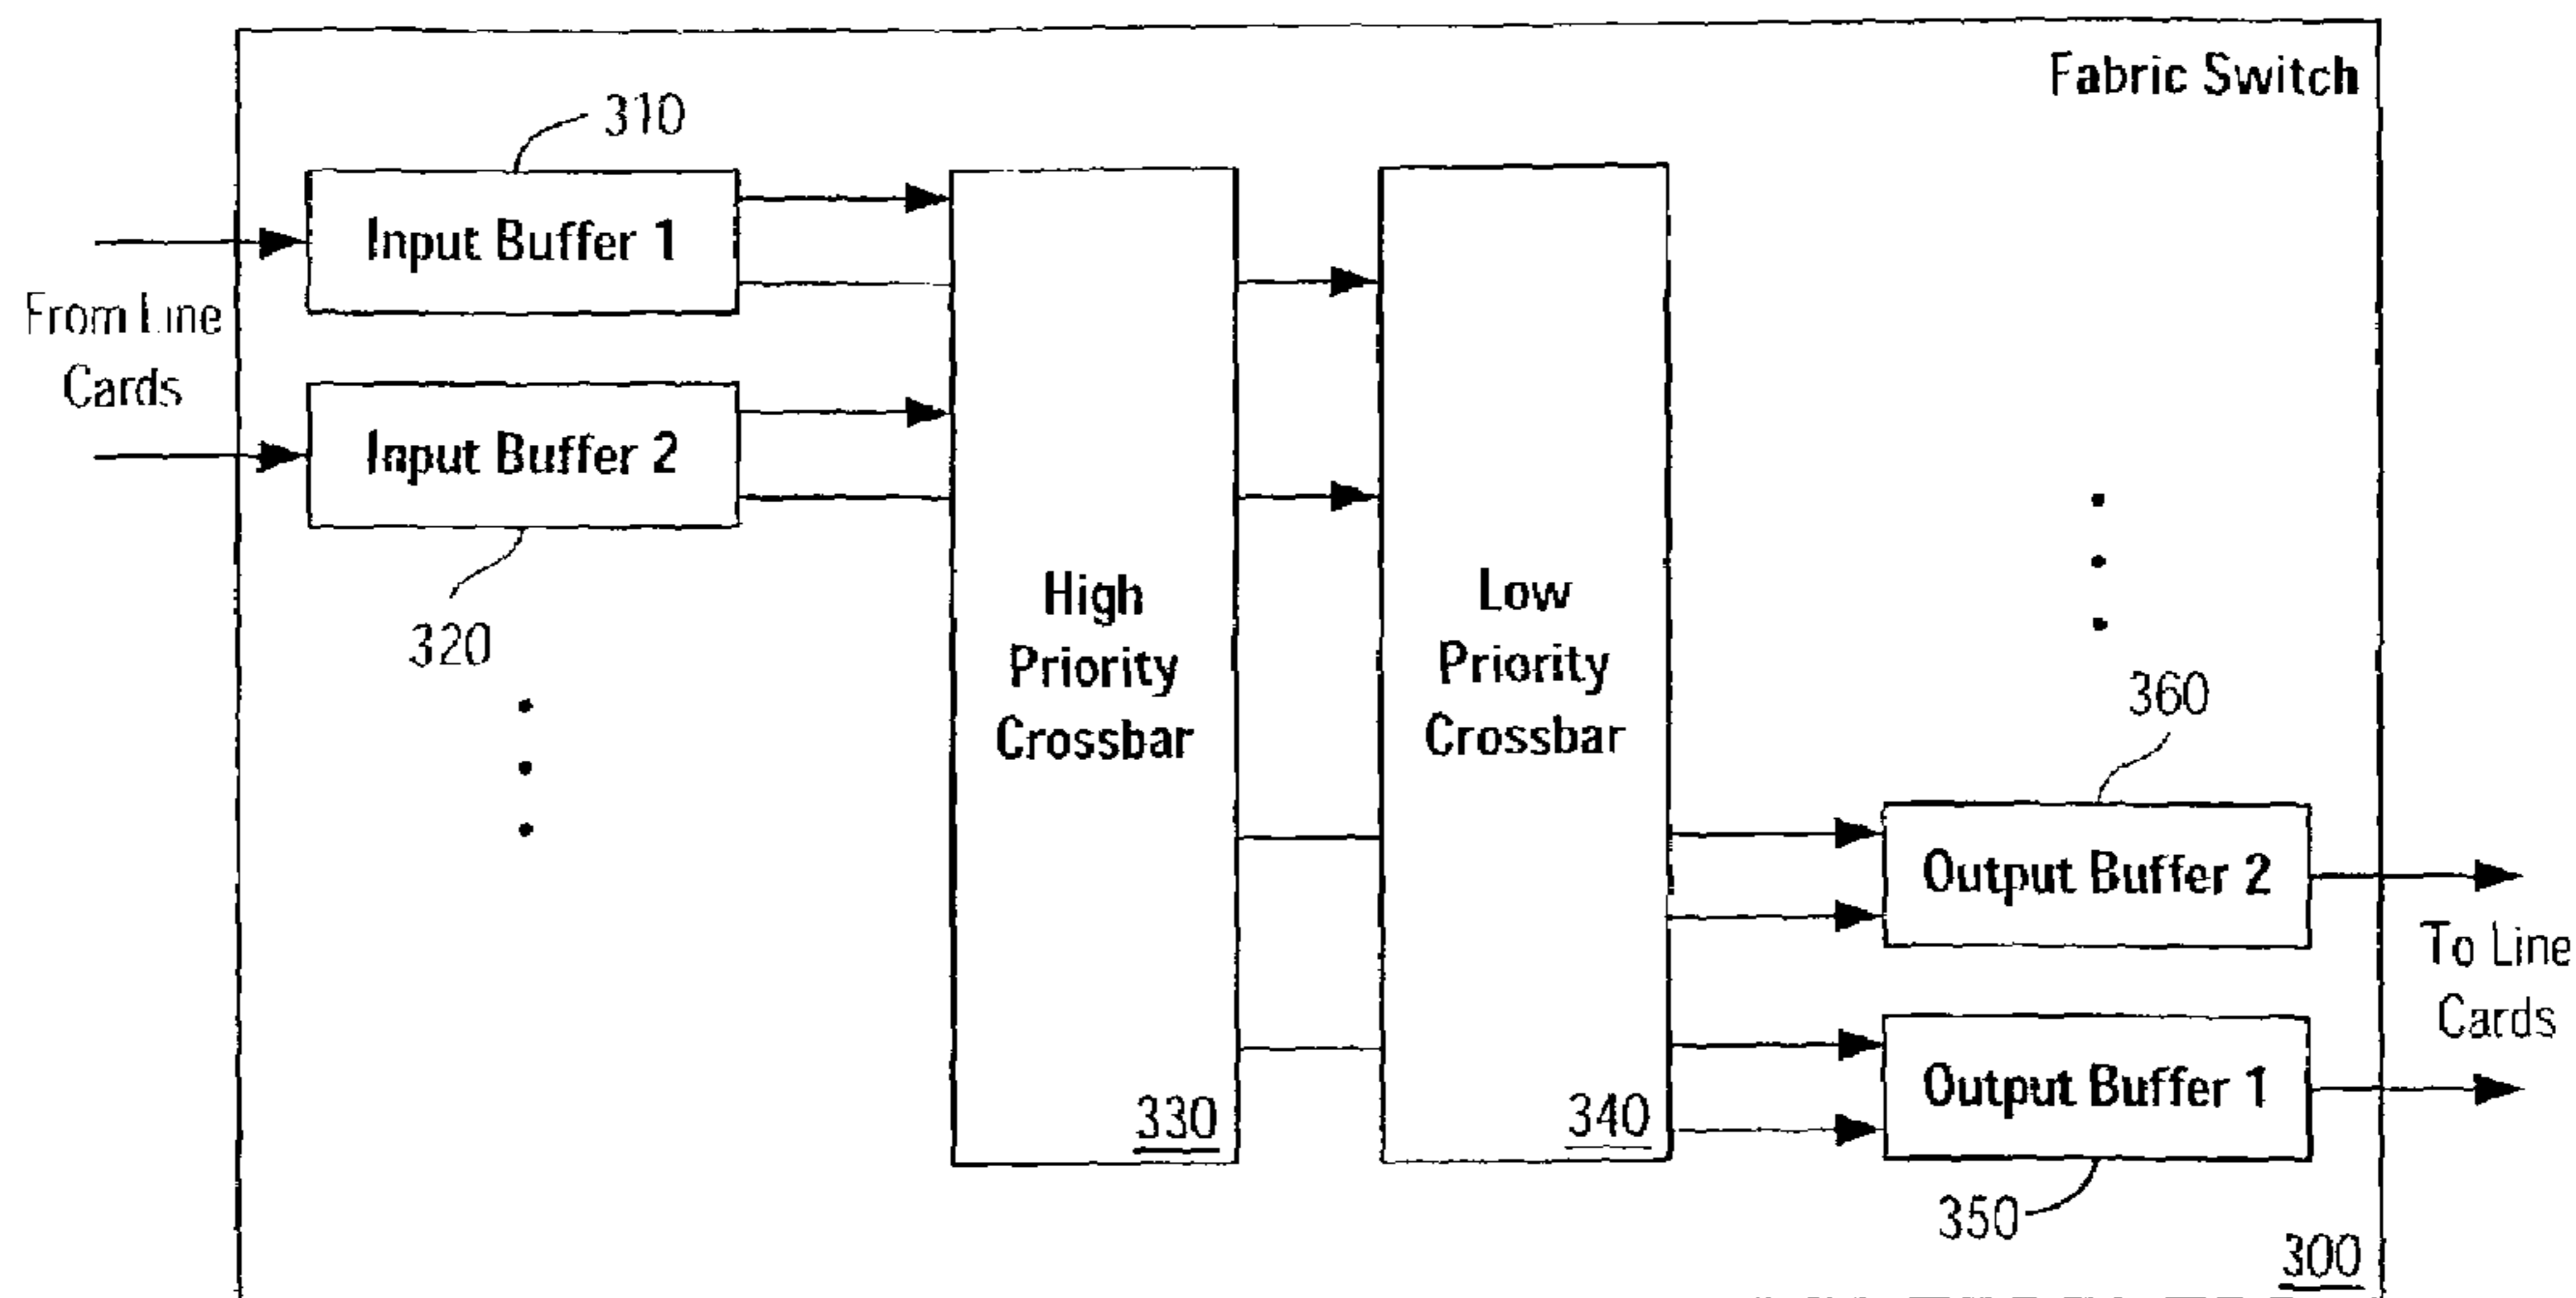 Fabric Switch
310
Input Buffer 1
From Line
Cards
Input Buffer 2
320
High
Priority
Crossbar
330
Low
Priority
Crossbar
340
360
Output Buffer 2
To Line
Cards
Output Buffer 1
350
300